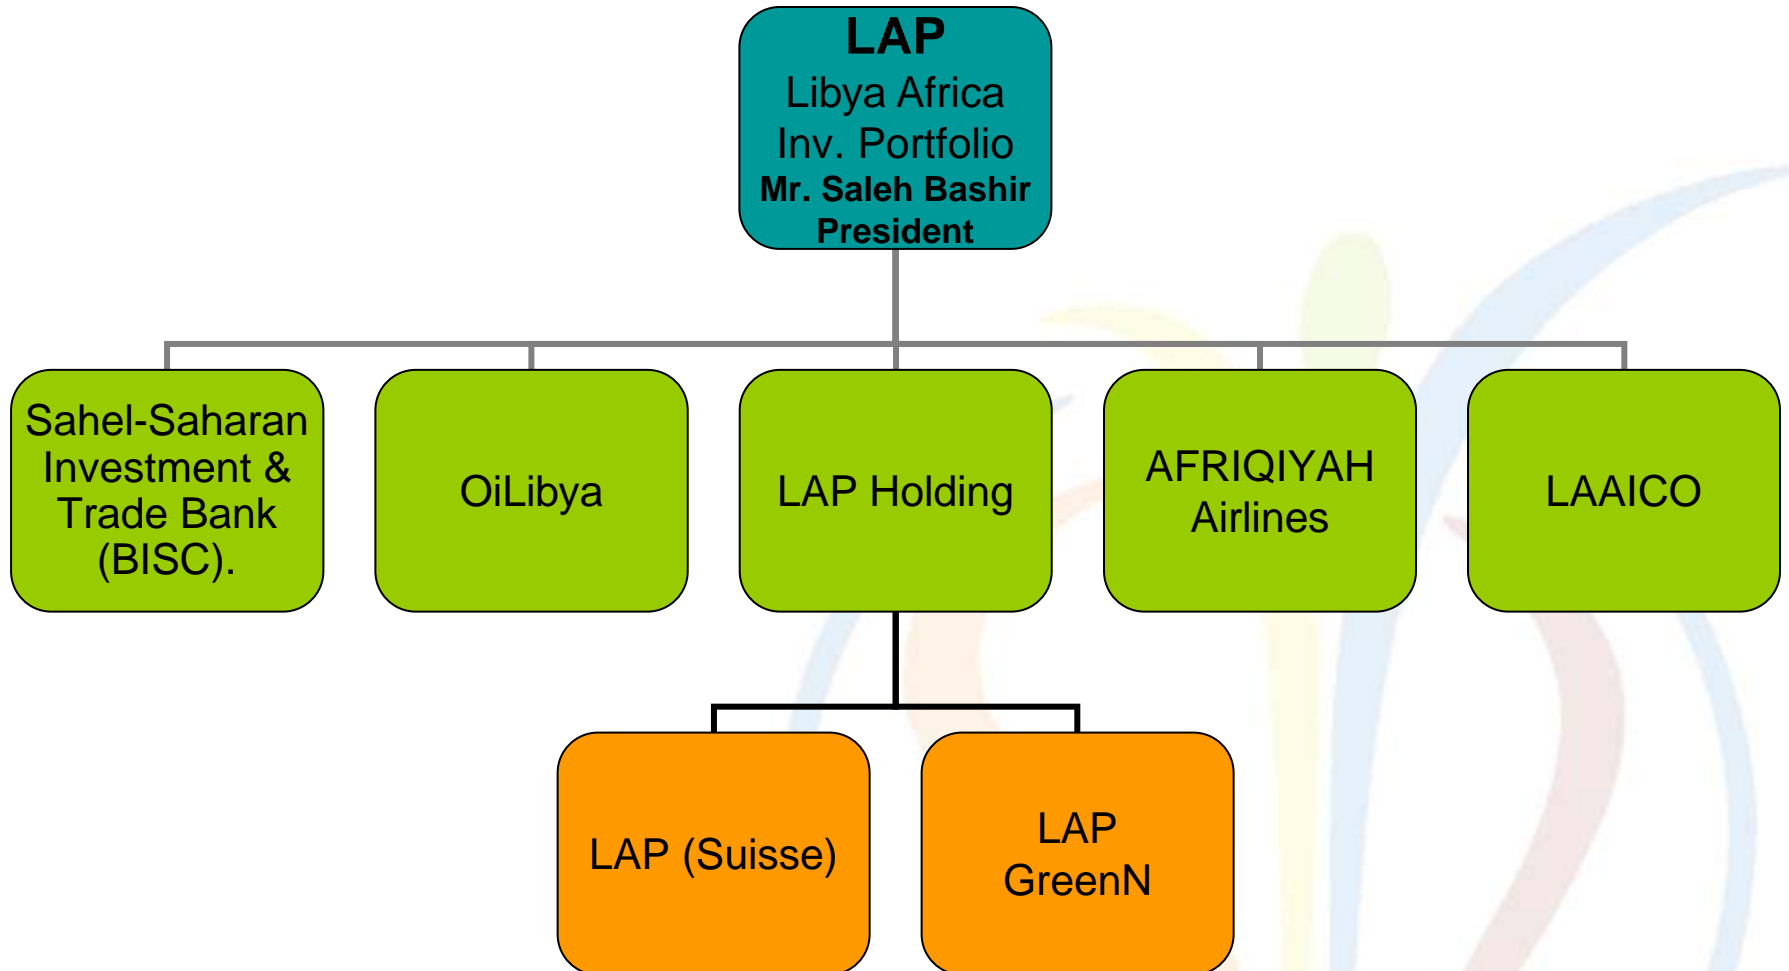 LAP
Libya Africa
Inv. Portfolio
Mr. Saleh Bashir
President
Sahel-Saharan
Investment &
Trade Bank
(BISC).
OiLibya
LAP Holding
AFRIQIYAH
Airlines
LAAICO
LAP (Suisse)
LAP
GreenN